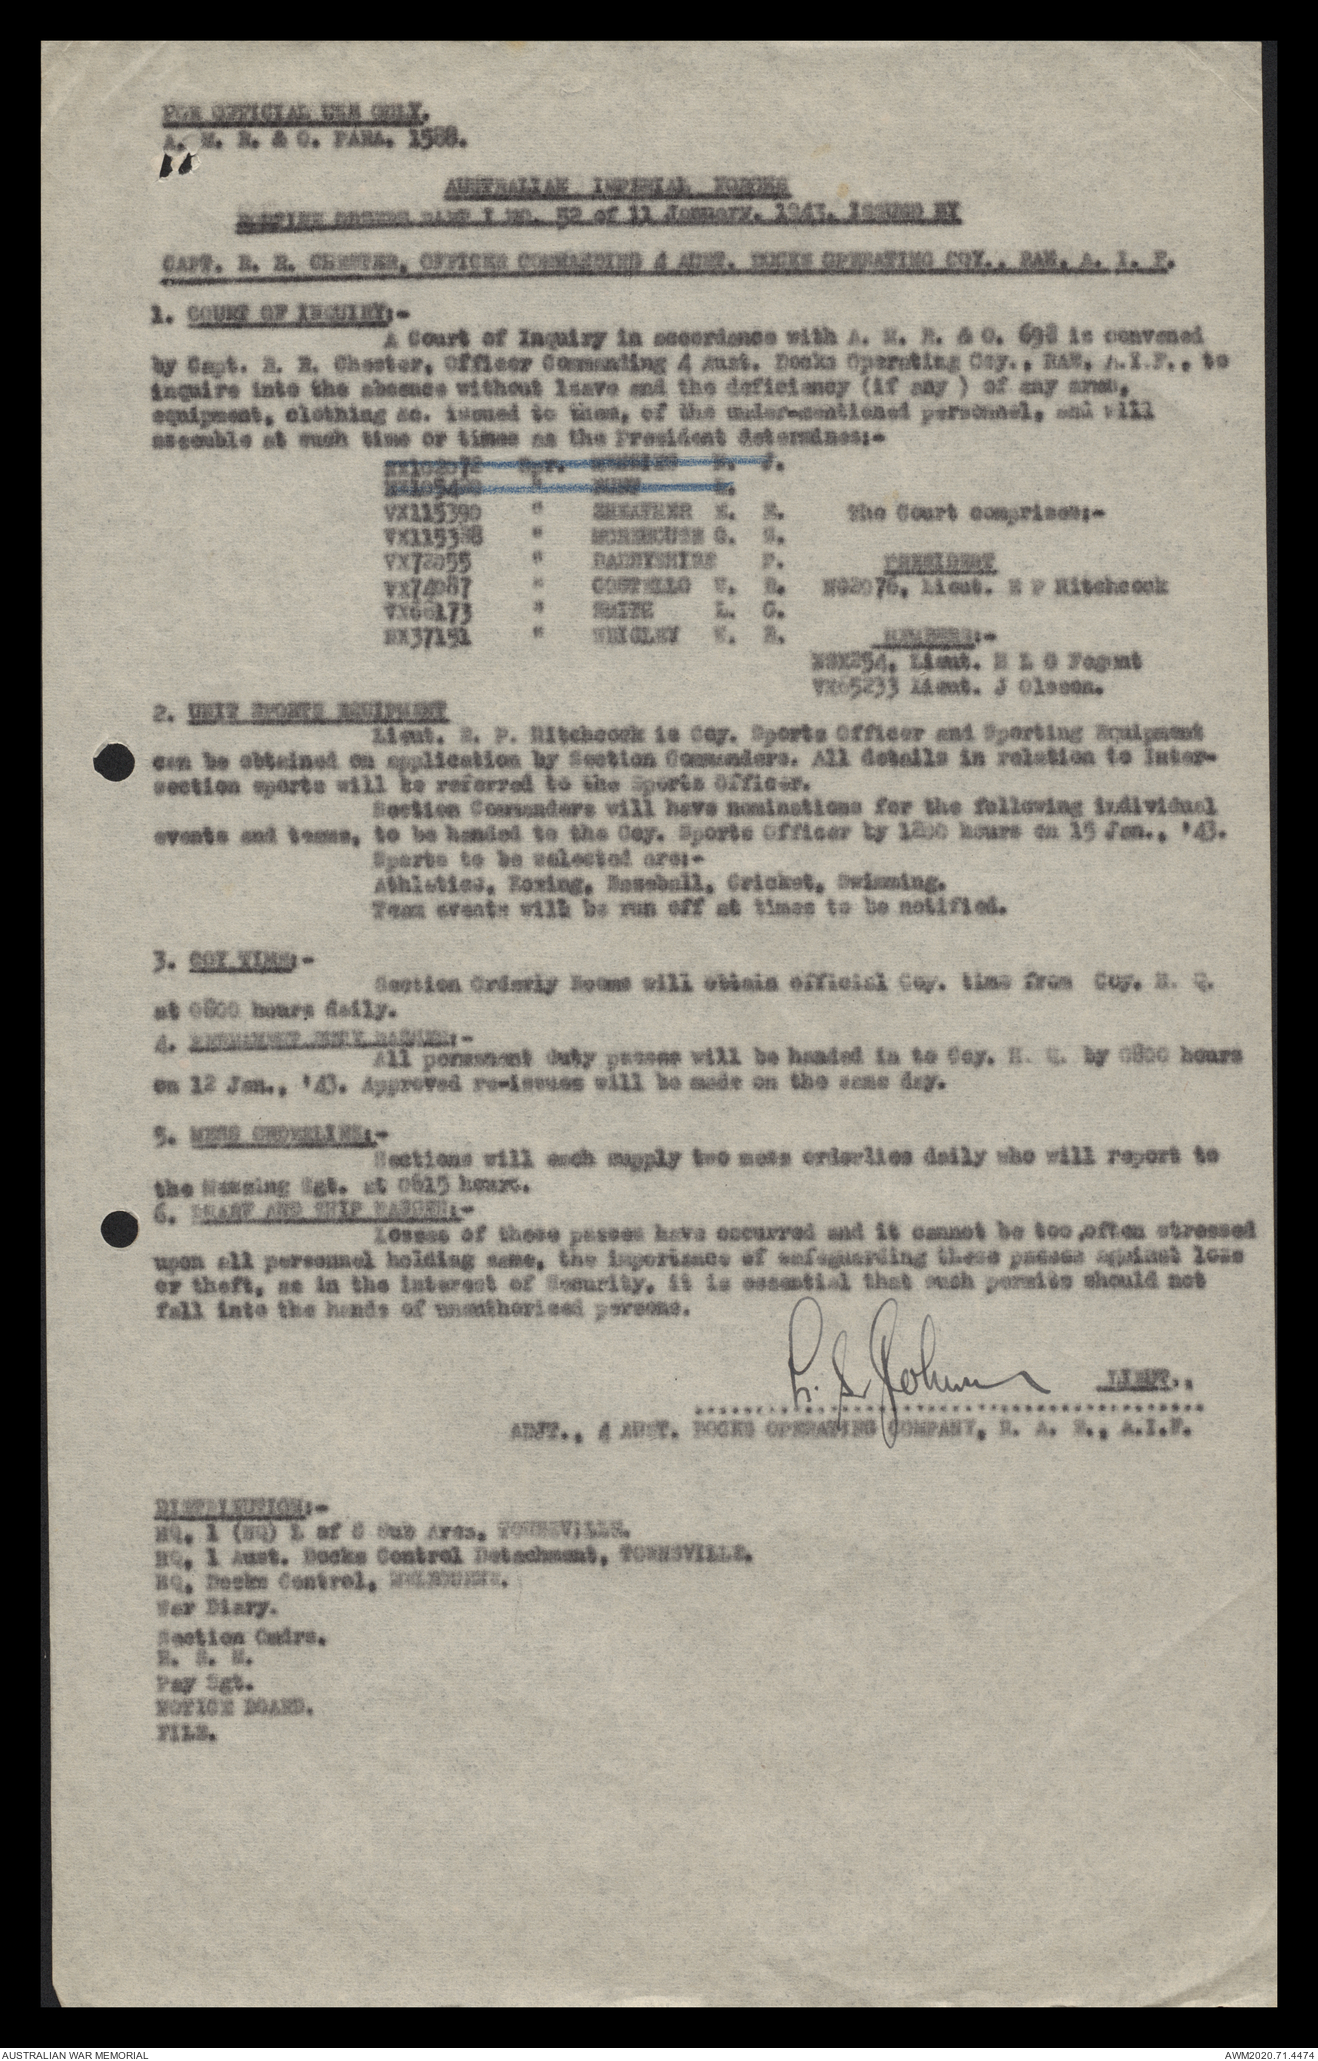 FOR OFFICIAL USE ONLY.
A. M. R. & O. PARA. 1588.
AUSTRALIAN IMPERIAL FORCES
ROUTINE ORDERS PART I NO. 52 of 11 January, 1943. ISSUED BY
CAPT. R. R. CHESTER, OFFICER COMMANDING 4 AUST. DOCKS OPERATING COY., RAE, A. I. F.
1. COURT OF INQUIRY:-
A Court of Inquiry in accordance with A. M. R. & O. 698 is convened
by Capt. R. R. Chester, Officer Commanding 4 Aust. Docks Operating Coy., RAE, A.I.F., to
inquire into the absence without leave and the deficiency (if any ) of any arms,
equipment, clothing &c. issued to them, of the under-mentioned personnel, and will
assemble at such time or times as the President determines:-
Spr. J.
"
VX115390 " E. The Court comprises:-
" MOREHOUSE G.
" DARBYSHIRE PRESIDENT
VX74087 " COSTELLO Lieut. E P Hitchcock
" SMITH L. G.
" WRIGLEY MEMBERS:-
Lieut.
VX65233 Lieut. J Olsson.
2. UNIT SPORTS EQUIPMENT
Lieut. E. P. Hitchcock is Coy. Sports Officer and Sporting Equipment
can be obtained on application by Section Commanders. All details in relation to Inter-
section sports will be referred to the Sports Officer.
Section Commanders will have nominations for the following individual
events and teams, to be handed to the Coy. Sports Officer by 1200 hours on 15 Jan., '43.
Sports to be selected are:-
Athletics, Boxing, Baseball, Cricket, Swimming.
Team events will be run off at times to be notified.
3. COY TIME:-
Section Orderly Rooms will obtain official Coy. time from Coy. H. Q.
at 0800 hours daily.
4. PERMANENT DUTY PASSES:-
All permanent duty passes will be handed in to Coy. H. Q. by 0800 hours
on 12 Jan., '43. Approved re-issues will be made on the same day.
5. MESS ORDERLIES:-
Sections will each supply two mess orderlies daily who will report to
the Messing Sgt. at 0615 hours.
6. WHARF AND SHIP PASSES:-
Losses of these passes have occurred and it cannot be too often stressed
upon all personnel holding same, the importance of safeguarding these passes against loss
or theft, as in the interest of Security, it is essential that such permits should not
fall into the hands of unauthorised persons.
LIEUT.,
ADJT., 4 AUST. DOCKS OPERATING COMPANY, R. A. E., A.I.F.
DISTRIBUTION:-
HQ, 1 (NQ) L of C Sub Area, TOWNSVILLE.
HQ, 1 Aust. Docks Control Detachment, TOWNSVILLE.
HQ, Docks Control, MELBOURNE.
War Diary.
Section Cmdrs.
R. S. M.
Pay Sgt.
NOTICE BOARD.
FILE.
AUSTRALIAN WAR MEMORIAL
AWM2020.71.4474